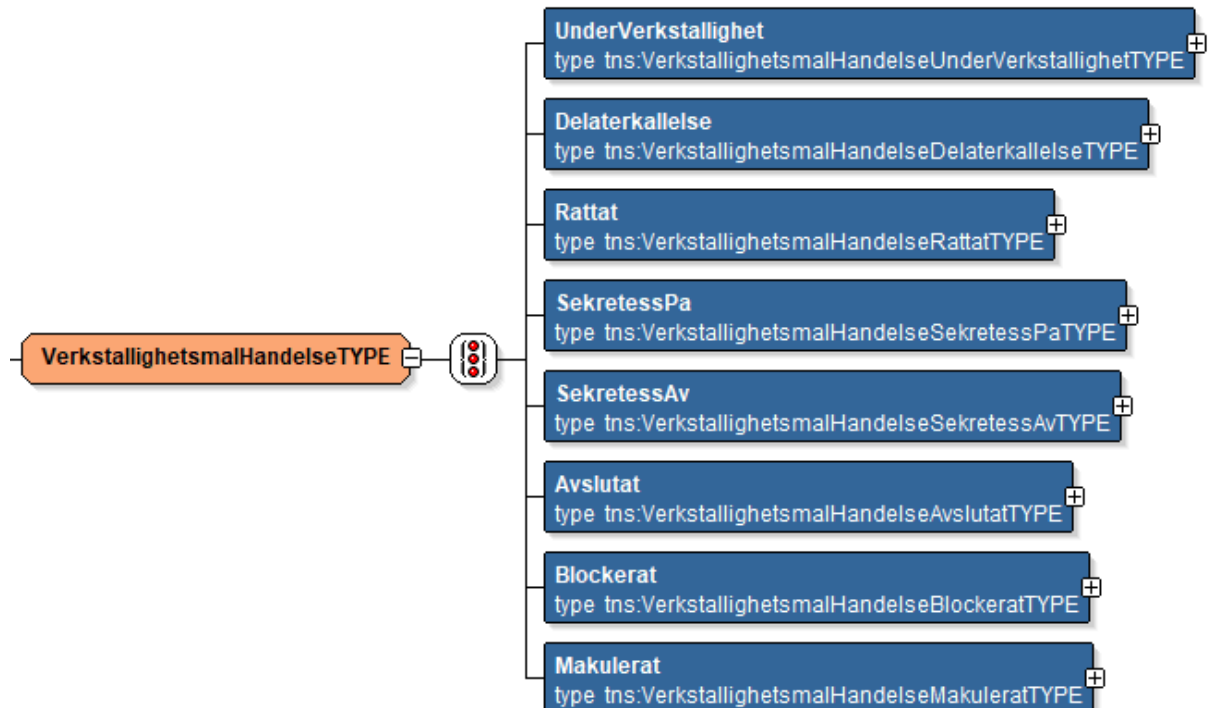 UnderVerkstallighet
type tns:VerkstallighetsmalHandelseUnderVerkstallighetTYPE
Delaterkallelse
type tns:VerkstallighetsmalHandelseDelaterkallelseTYPE
Rattat
type tns:VerkstallighetsmalHandelseRattatTYPE
SekretessPa
type tns:VerkstallighetsmalHandelseSekretessPaTYPE
VerkstallighetsmalHandelseTYPE
SekretessAv
type tns:VerkstallighetsmalHandelseSekretessAvTYPE
Avslutat
type tns:VerkstallighetsmalHandelseAvslutatTYPE
Blockerat
type tns:VerkstallighetsmalHandelseBlockeratTYPE
Makulerat
type tns:VerkstallighetsmalHandelseMakuleratTYPE